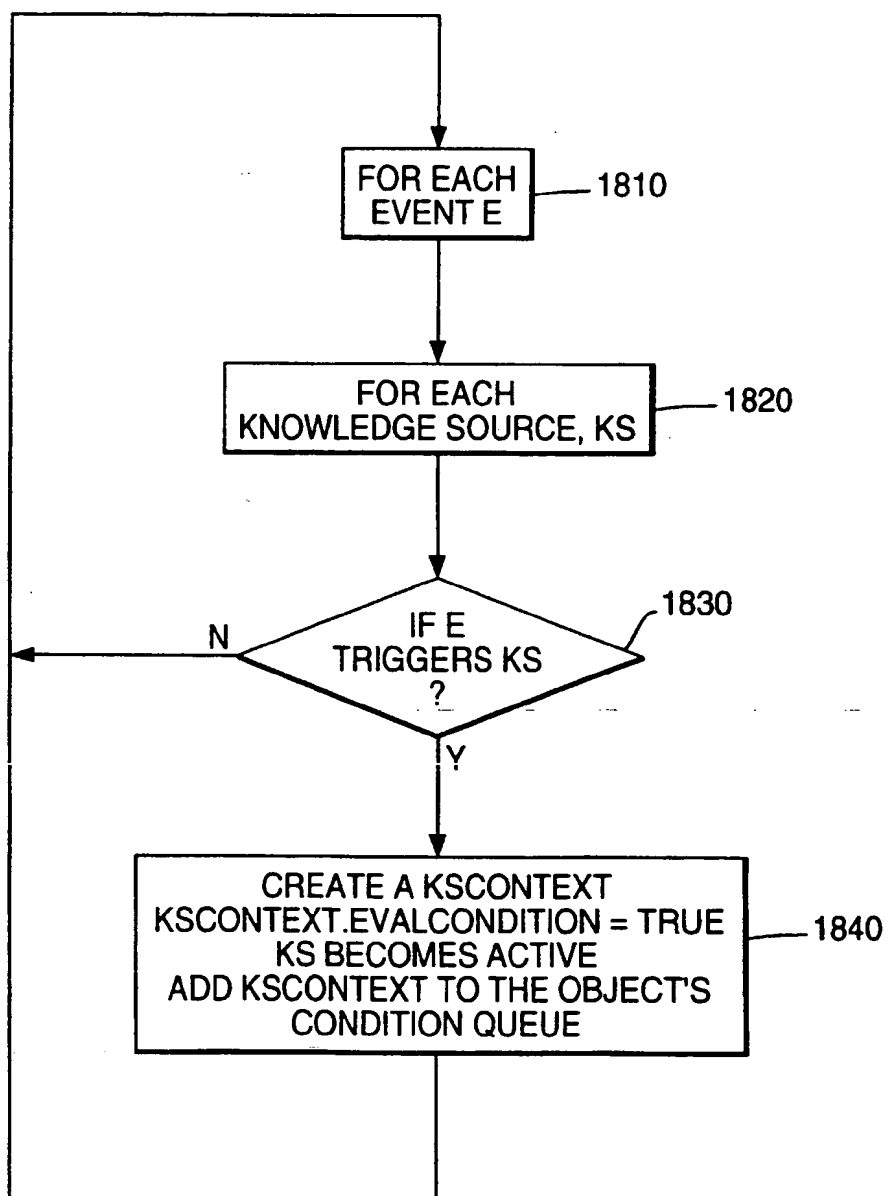 FOR EACH
EVENT E
1810
FOR EACH
KNOWLEDGE SOURCE, KS
1820
IF E
TRIGGERS KS
?
1830
N
Y
CREATE A KSCONTEXT
KSCONTEXT.EVALCONDITION = TRUE
KS BECOMES ACTIVE
ADD KSCONTEXT TO THE OBJECT'S
CONDITION QUEUE
1840